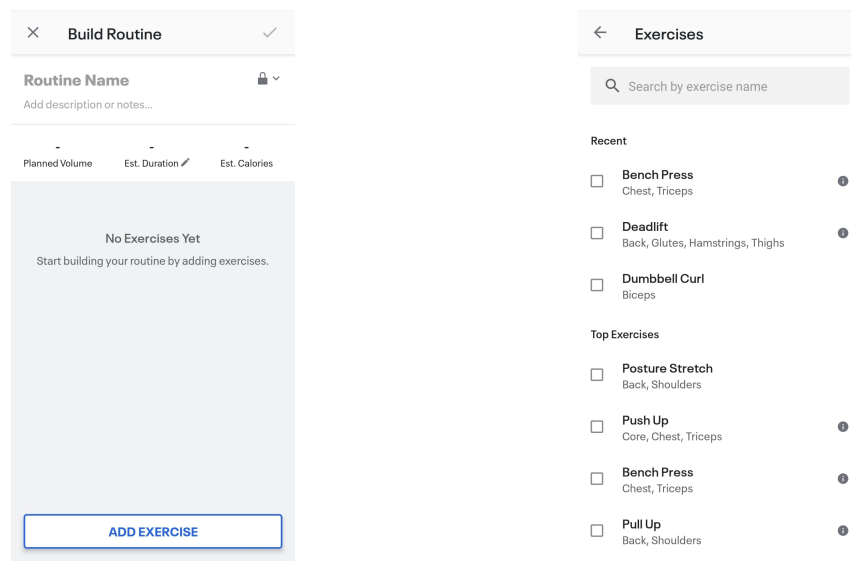 Build Routine
Routine Name
Add description or notes...
-
-
-
Planned Volume
Est. Duration
Est. Calories
No Exercises Yet
Start building your routine by adding exercises.
ADD EXERCISE
Exercises
Search by exercise name
Recent
Bench Press
Chest, Triceps
Deadlift
Back, Glutes, Hamstrings, Thighs
Dumbbell Curl
Biceps
Top Exercises
Posture Stretch
Back, Shoulders
Push Up
Core, Chest, Triceps
Bench Press
Chest, Triceps
Pull Up
Back, Shoulders